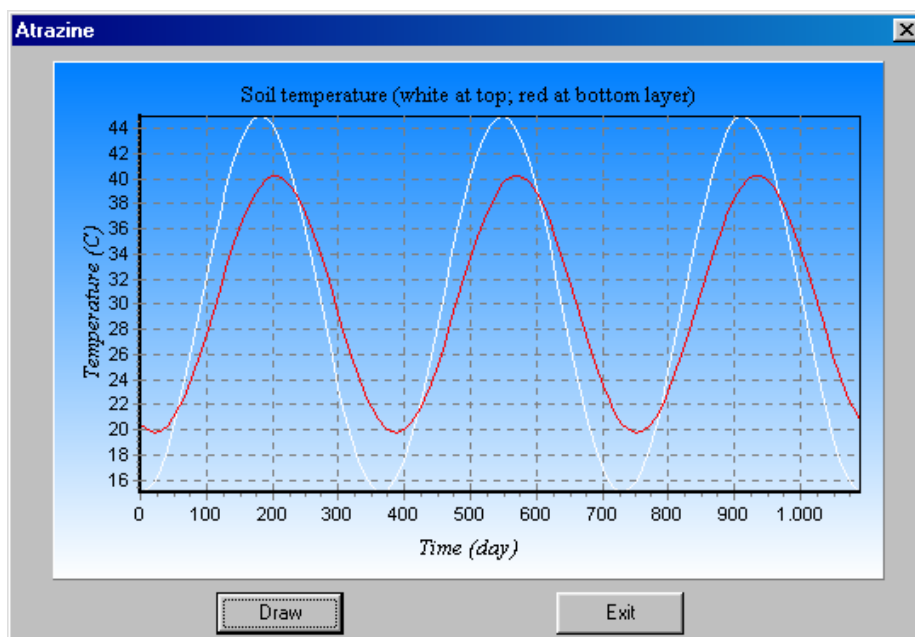 Atrazine
Soil temperature (white at top; red at bottom layer)
Temperature (C)
44
42
40
38
36
34
32
30
28
26
24
22
20
18
16
0 100 200 300 400 500 600 700 800 900 1.000
Time (day)
Draw Exit